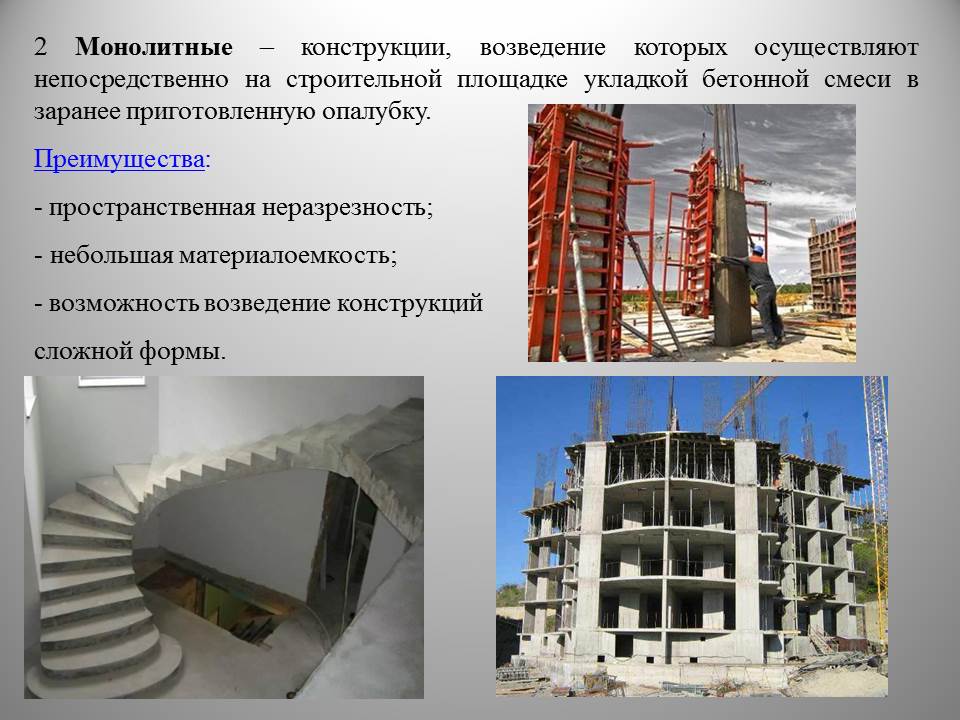 2 Монолитные – конструкции, возведение которых осуществляют
непосредственно на строительной площадке укладкой бетонной смеси в
заранее приготовленную опалубку.
Преимущества:
- пространственная неразрезность;
- небольшая материалоемкость;
- возможность возведение конструкций
сложной формы.